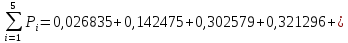 ∑_{i=1}^{5} P_i = 0,026835+0,142475+0,302579+0,321296+¿